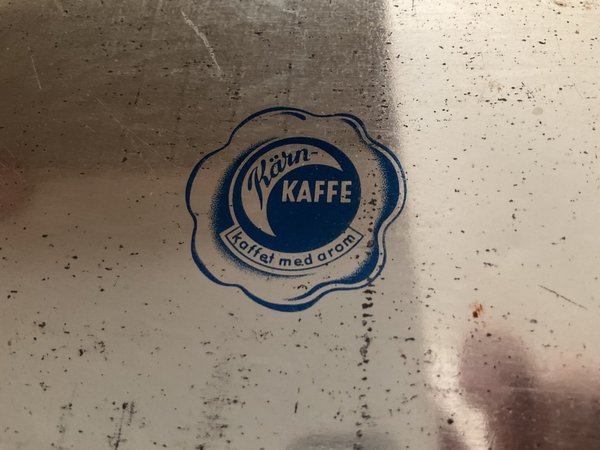 Kärn-
KAFFE
kaffet med arom